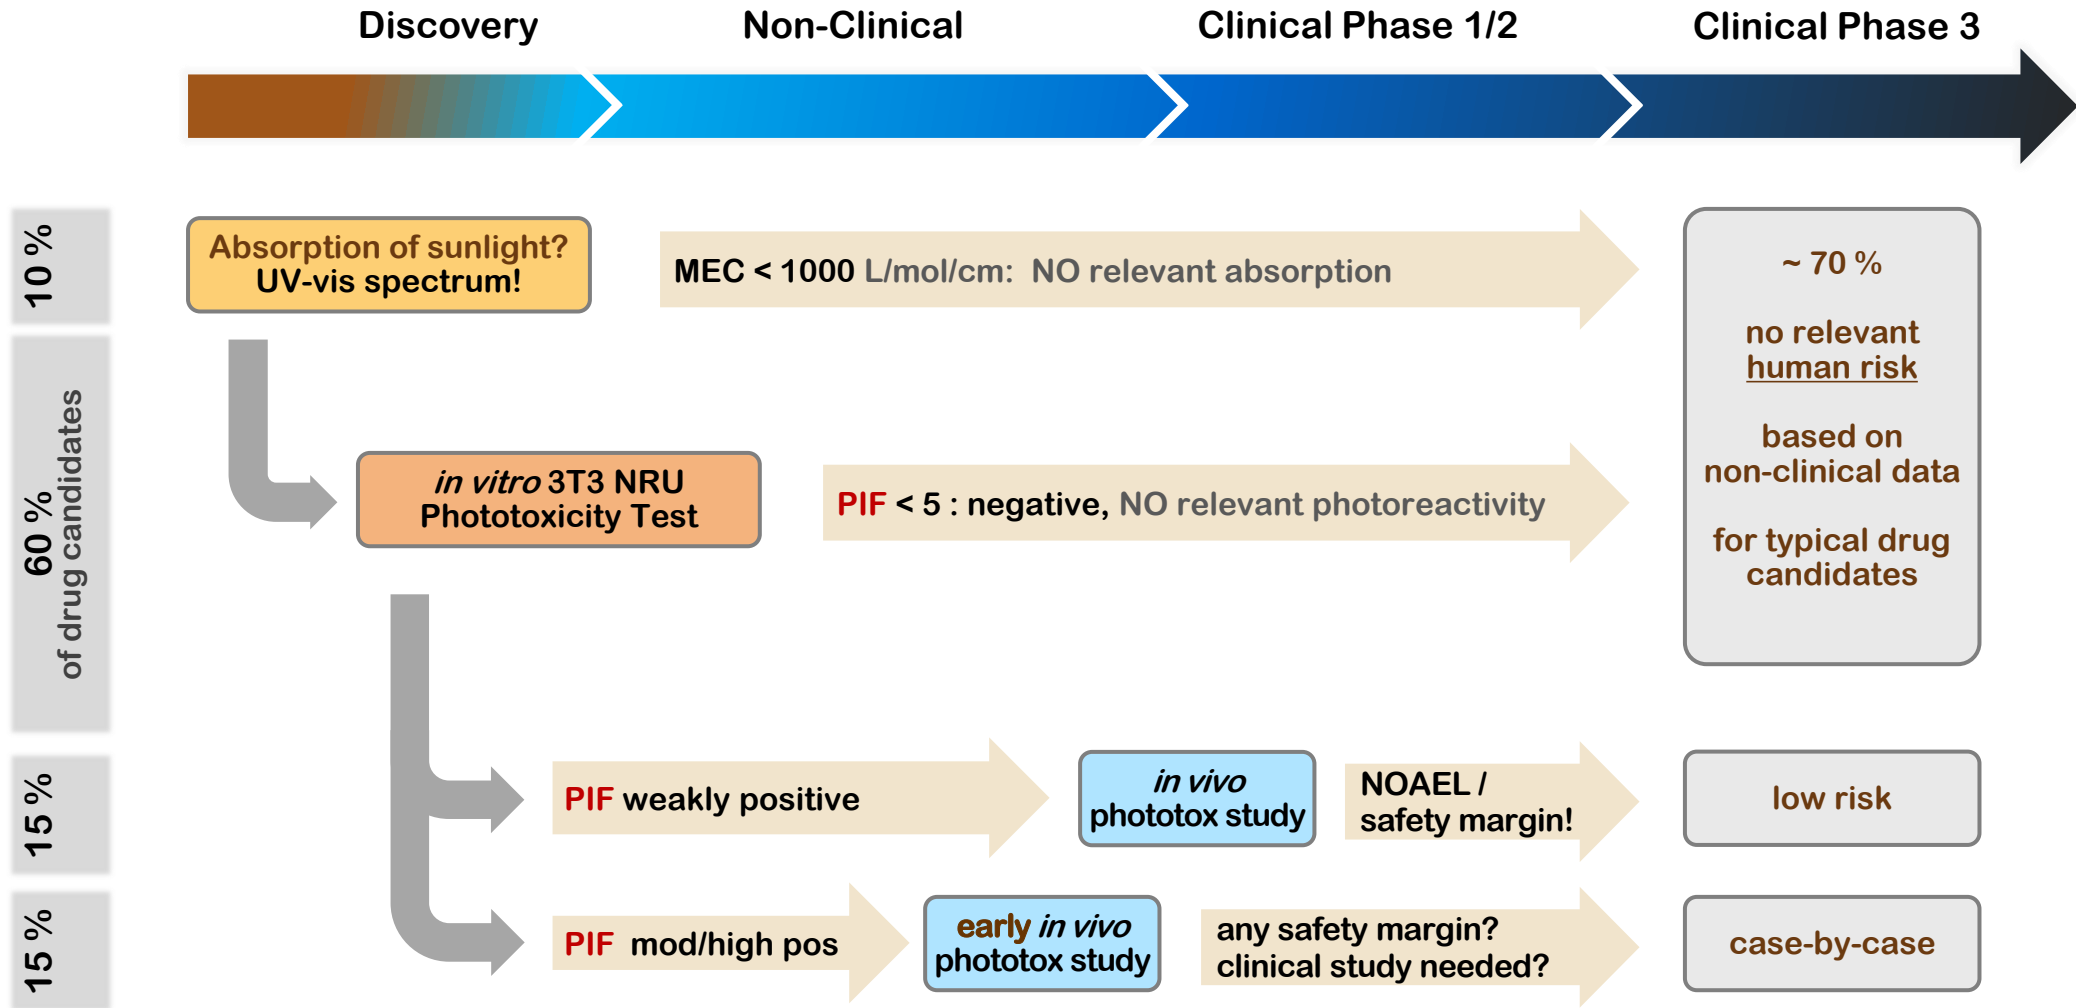 Discovery
Non-Clinical
Clinical Phase 1/2
Clinical Phase 3
10 %
Absorption of sunlight?
UV-vis spectrum!
MEC < 1000 L/mol/cm: NO relevant absorption
~ 70 %
no relevant
human risk
based on
non-clinical data
for typical drug
candidates
60 %
of drug candidates
in vitro 3T3 NRU
Phototoxicity Test
PIF < 5 : negative, NO relevant photoreactivity
15 %
PIF weakly positive
in vivo
phototox study
NOAEL /
safety margin!
low risk
15 %
PIF mod/high pos
early in vivo
phototox study
any safety margin?
clinical study needed?
case-by-case